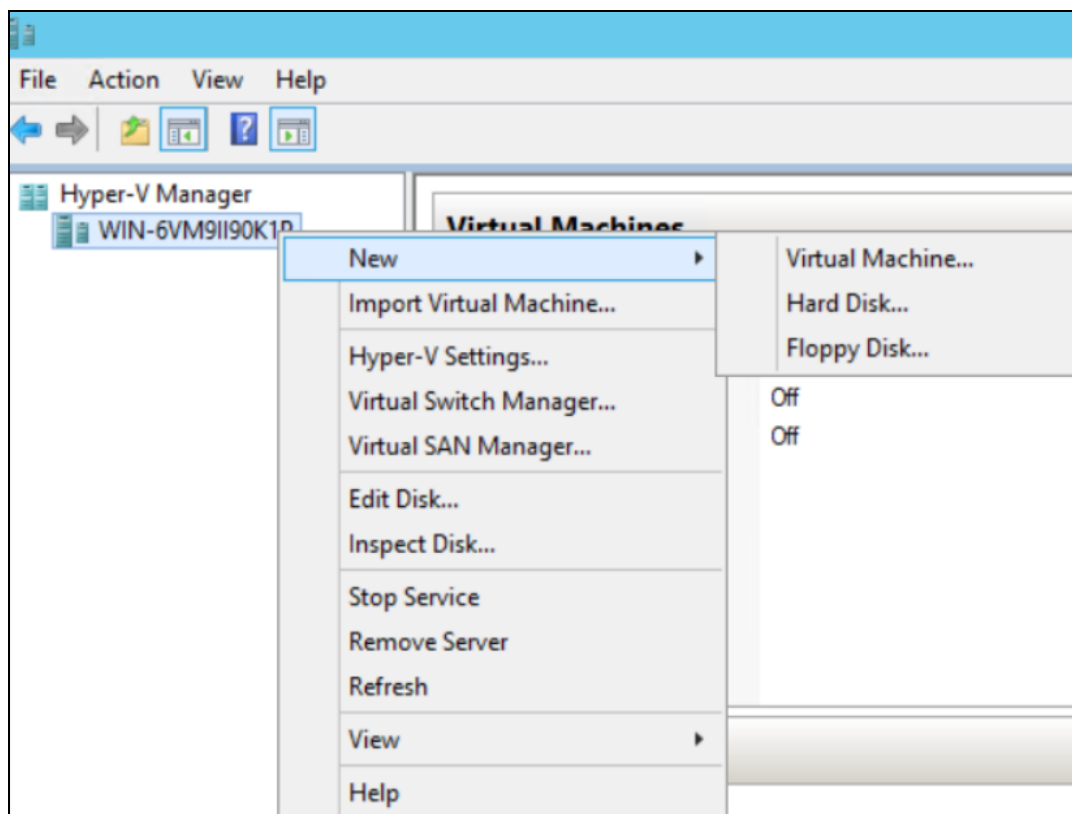 File Action View Help
Hyper-V Manager
WIN-6VM9II90K1P
Virtual Machines
New
Import Virtual Machine...
Hyper-V Settings...
Virtual Switch Manager...
Virtual SAN Manager...
Edit Disk...
Inspect Disk...
Stop Service
Remove Server
Refresh
View
Help
Virtual Machine...
Hard Disk...
Floppy Disk...
Off
Off